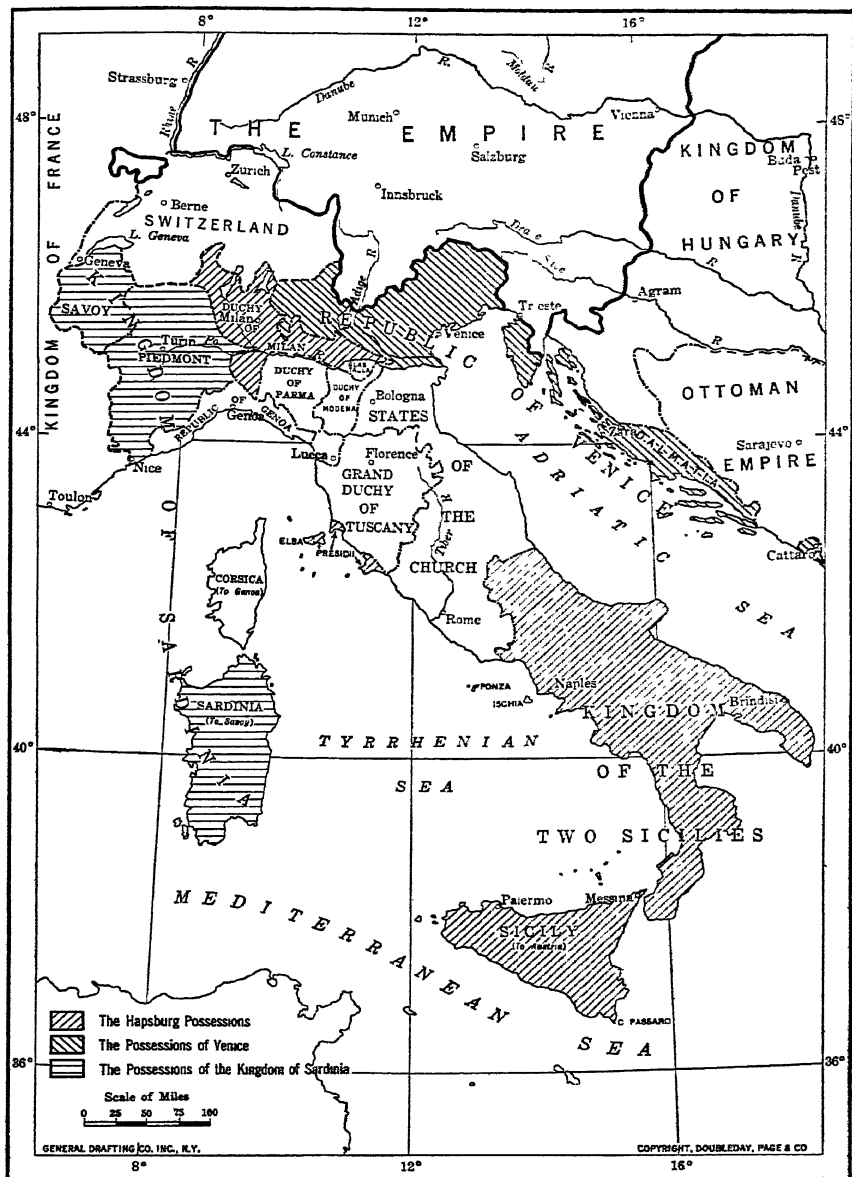 8° 12° 16°
Strassburg
Rhine R
Danube R.
Moldau
Munich
Vienna
48°
THE EMPIRE
KINGDOM OF FRANCE
L. Constance
Zurich
Salzburg
KINGDOM OF HUNGARY
Buda Post
Danube R
Berne
Innsbruck
SWITZERLAND
L. Geneva
Geneva
Adige R
R
Agram
Trieste
SAVOY
DUCHY OF MILAN
Milan
REPUBLIC OF VENICE
Venice
Turin
Po
R
PIEDMONT
KINGDOM OF SARDINIA
DUCHY OF PARMA
DUCHY OF MODENA
Bologna
STATES OF THE CHURCH
OTTOMAN EMPIRE
REPUBLIC OF GENOA
Genoa
44°
44°
Sarajevo
DALMATIA
Nice
Lucca
Florence
GRAND DUCHY OF TUSCANY
Toulon
ADRIATIC SEA
R
Tiber
ELBA
PRESIDII
Cattaro
CORSICA
(To Genoa)
Rome
PONZA
ISCHIA
Naples
Brindisi
SARDINIA
(To Savoy)
KINGDOM OF THE TWO SICILIES
40°
40°
TYRRHENIAN SEA
MEDITERRANEAN SEA
Palermo
Messina
SICILY
(To Austria)
C PASSARO
The Hapsburg Possessions
The Possessions of Venice
The Possessions of the Kingdom of Sardinia
36°
36°
Scale of Miles
0 25 50 75 100
GENERAL DRAFTING CO. INC., N.Y.
COPYRIGHT, DOUBLEDAY, PAGE & CO
8° 12° 16°